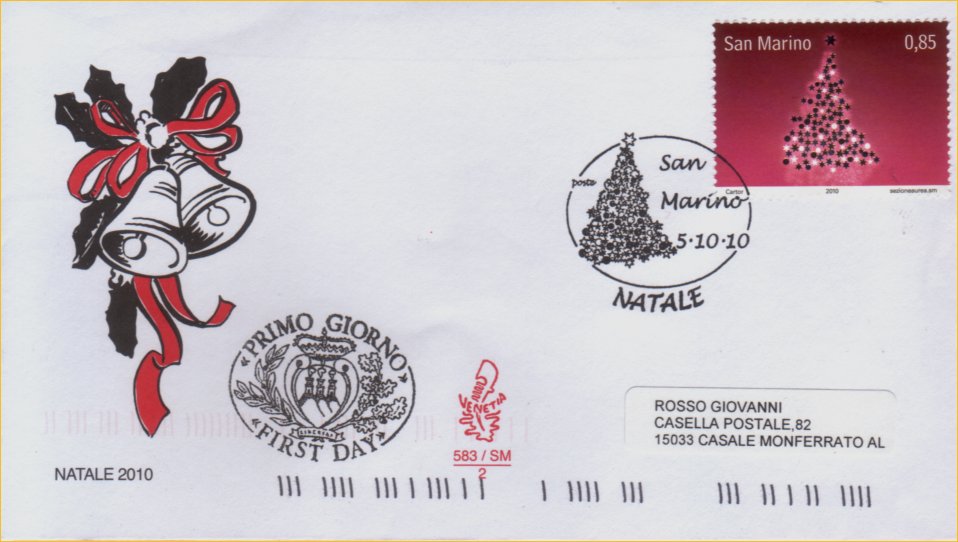 San Marino 0,85
Cartor 2010 sezioneaurea.sm
poste
San
Marino
5·10·10
NATALE
«PRIMO GIORNO»
LIBERTAS
«FIRST DAY»
VENETIA
583 / SM
2
ROSSO GIOVANNI
CASELLA POSTALE,82
15033 CASALE MONFERRATO AL
NATALE 2010